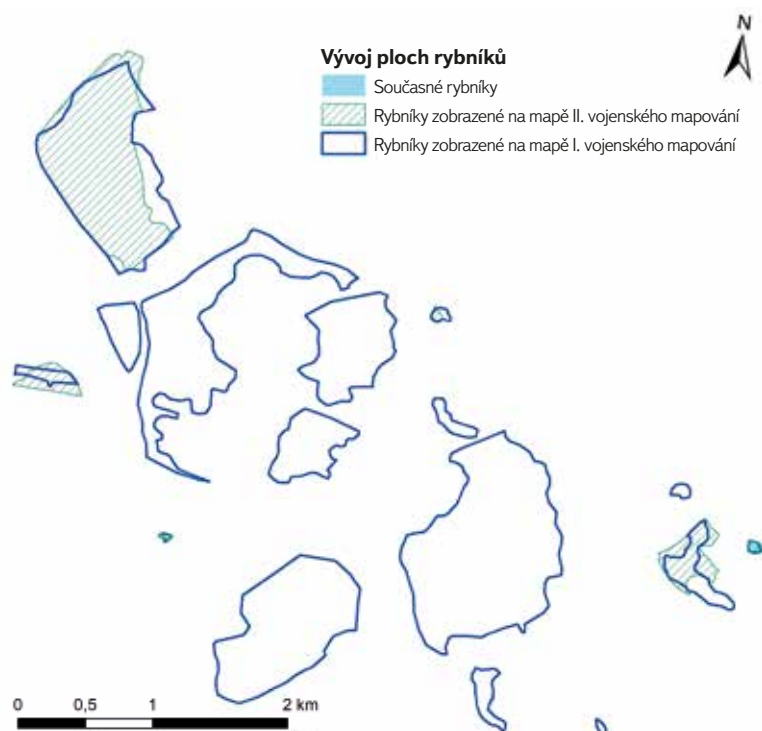 N
Vývoj ploch rybníků
Současné rybníky
Rybníky zobrazené na mapě II. vojenského mapování
Rybníky zobrazené na mapě I. vojenského mapování
0 0,5 1 2 km